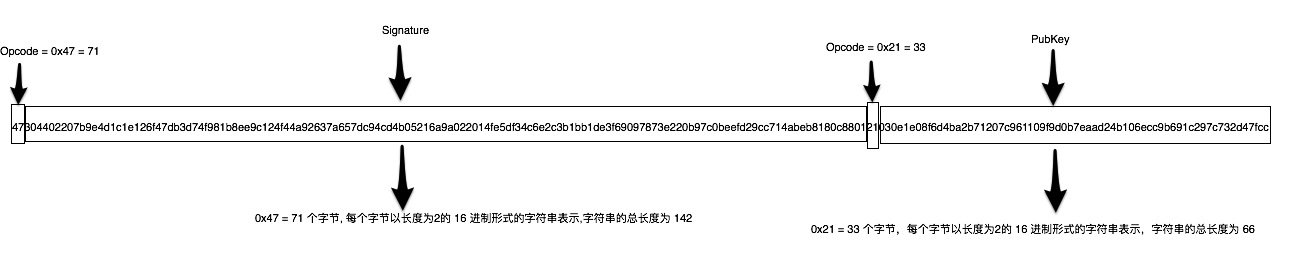 Signature
Opcode = 0x47 = 71
Opcode = 0x21 = 33
PubKey
47304402207b9e4d1c1e126f47db3d74f981b8ee9c124f44a92637a657dc94cd4b05216a9a022014fe5df34c6e2c3b1bb1de3f69097873e220b97c0beefd29cc714abeb8180c880121030e1e08f6d4ba2b71207c961109f9d0b7eaad24b106ecc9b691c297c732d47fcc
0x47 = 71 个字节, 每个字节以长度为2的 16 进制形式的字符串表示,字符串的总长度为 142
0x21 = 33 个字节，每个字节以长度为2的 16 进制形式的字符串表示，字符串的总长度为 66